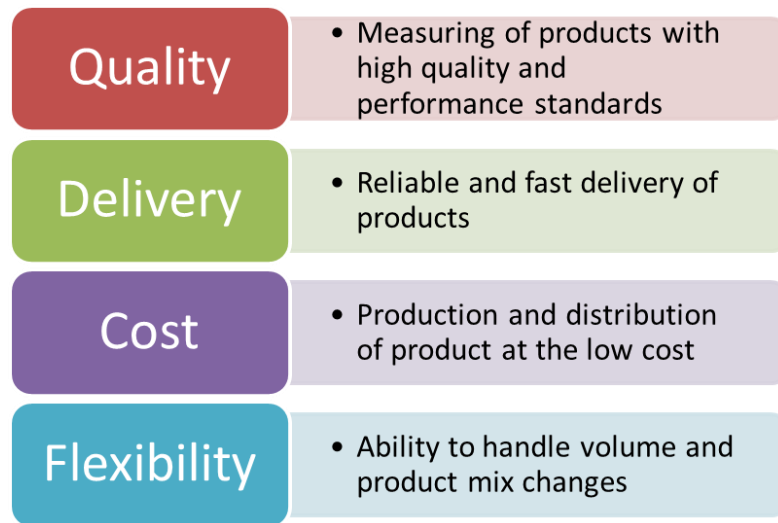 Quality
• Measuring of products with
high quality and
performance standards
Delivery
• Reliable and fast delivery of
products
Cost
• Production and distribution
of product at the low cost
Flexibility
• Ability to handle volume and
product mix changes